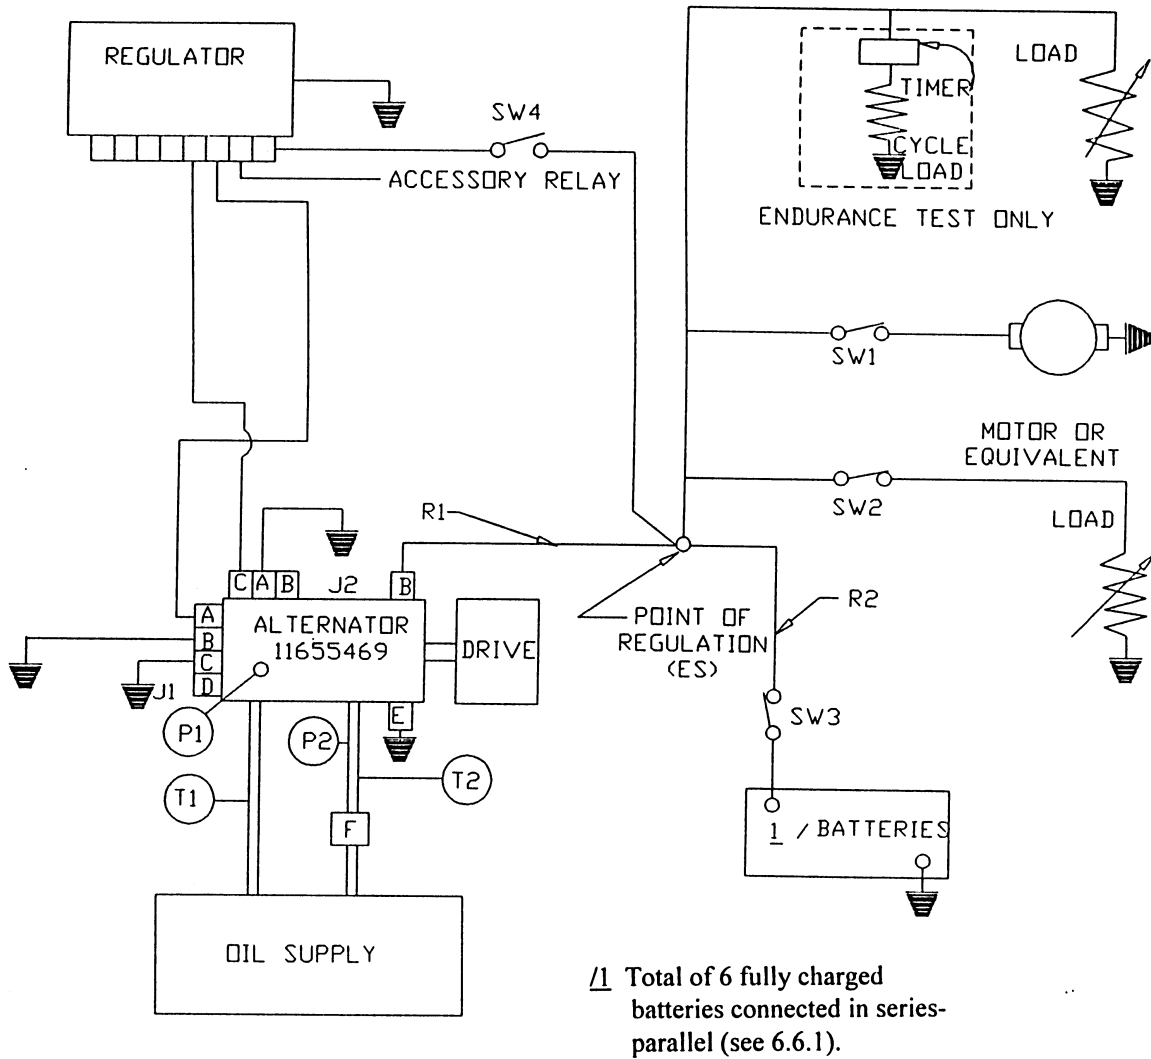 REGULATOR
SW4
ACCESSORY RELAY
LOAD
TIMER
CYCLE
LOAD
ENDURANCE TEST ONLY
SW1
MOTOR OR
EQUIVALENT
SW2
LOAD
R1
R2
POINT OF
REGULATION
(ES)
C A B
J2
B
A
B
C
D
J1
ALTERNATOR
11655469
DRIVE
E
P1
P2
T1
T2
F
SW3
1 / BATTERIES
OIL SUPPLY
/1 Total of 6 fully charged
batteries connected in series-
parallel (see 6.6.1).